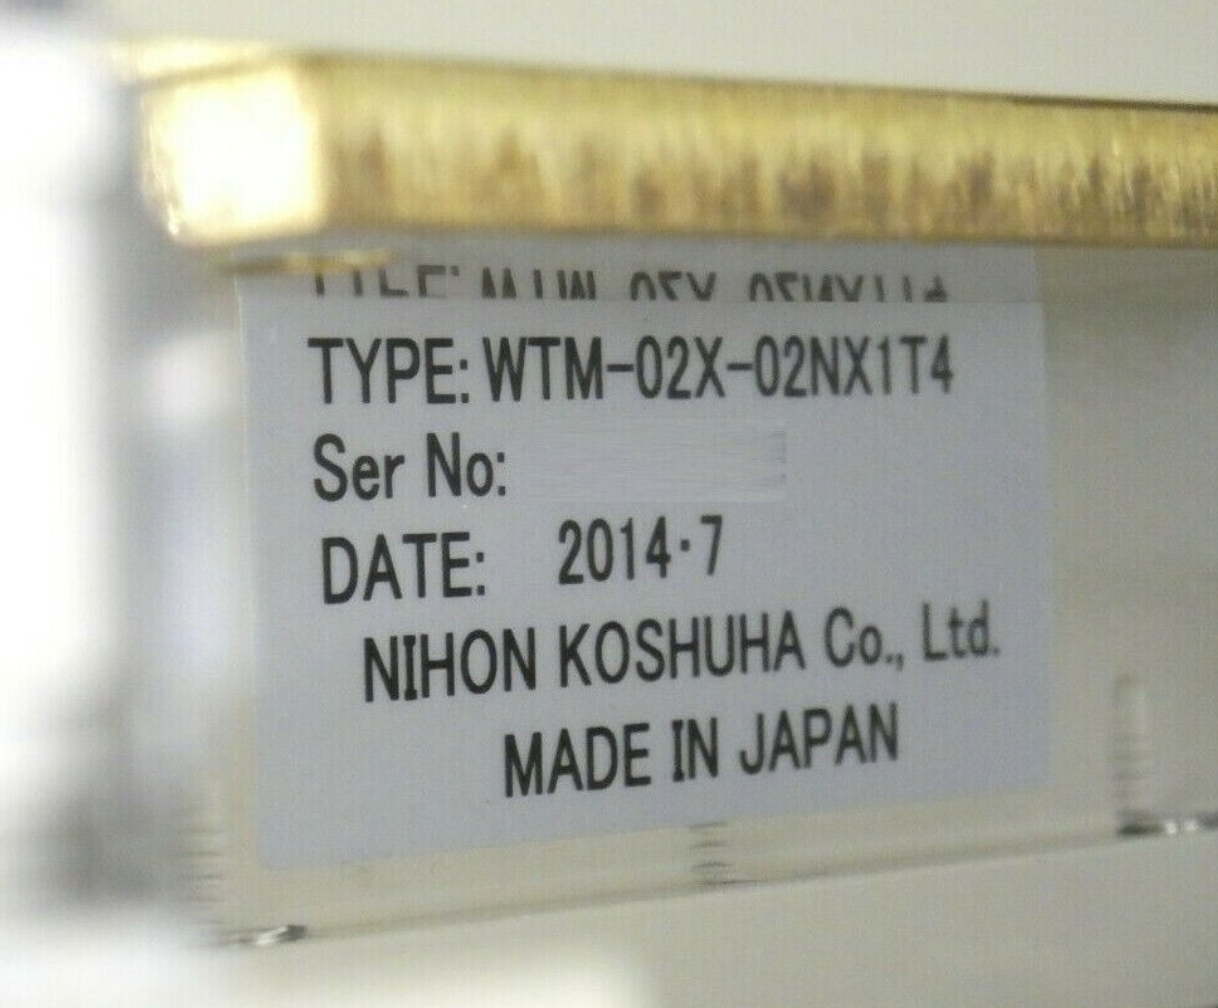 TYPE: WTM-02X-02NX1T4
Ser No:
DATE: 2014・7
NIHON KOSHUHA Co., Ltd.
MADE IN JAPAN